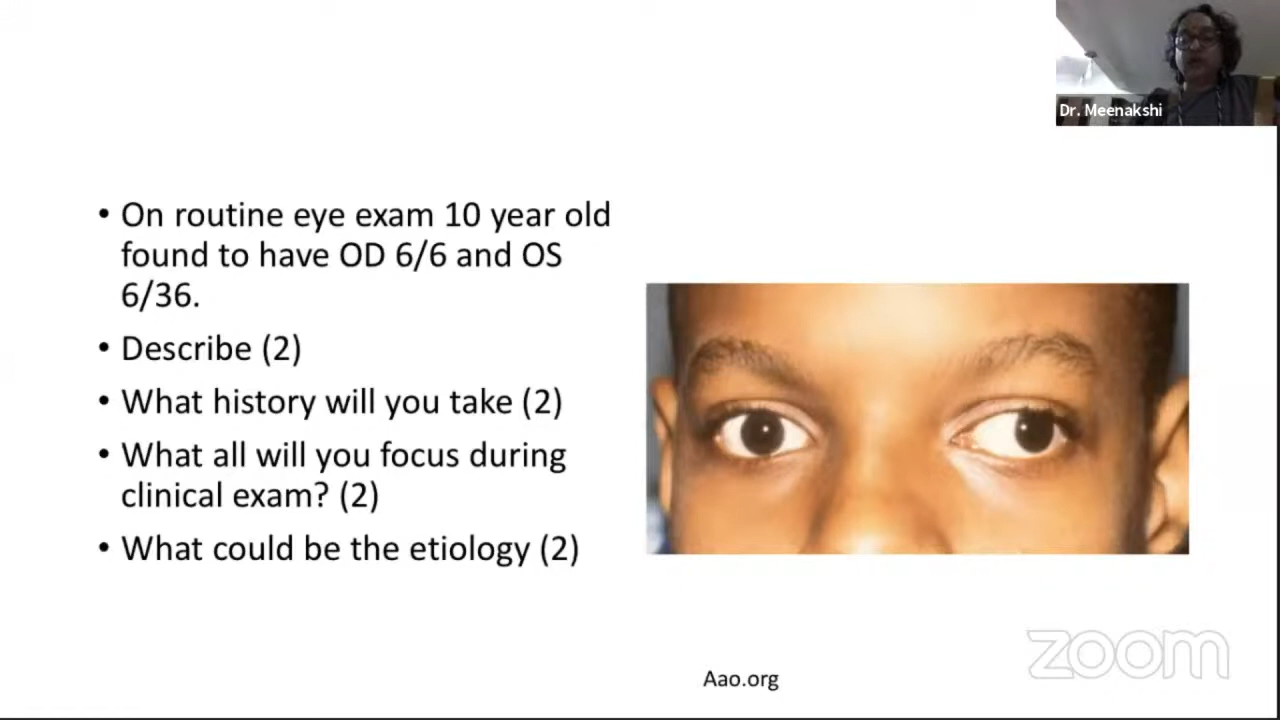 Dr. Meenakshi
• On routine eye exam 10 year old
found to have OD 6/6 and OS
6/36.
• Describe (2)
• What history will you take (2)
• What all will you focus during
clinical exam? (2)
• What could be the etiology (2)
Aao.org
zoom